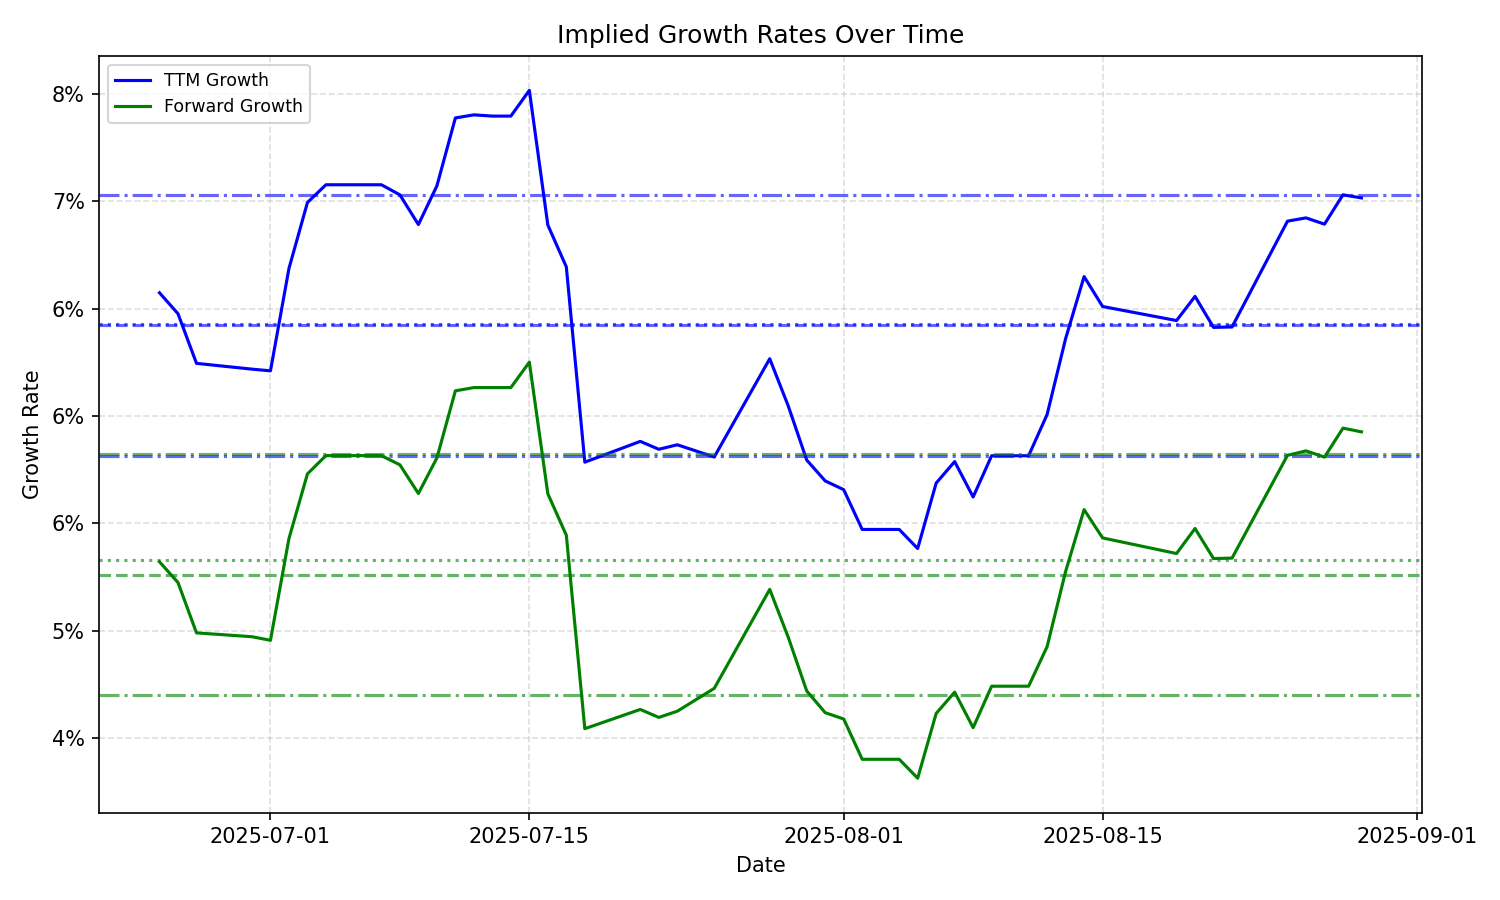 Implied Growth Rates Over Time
TTM Growth
Forward Growth
8%
7%
6%
6%
6%
5%
4%
Growth Rate
2025-07-01
2025-07-15
2025-08-01
2025-08-15
2025-09-01
Date